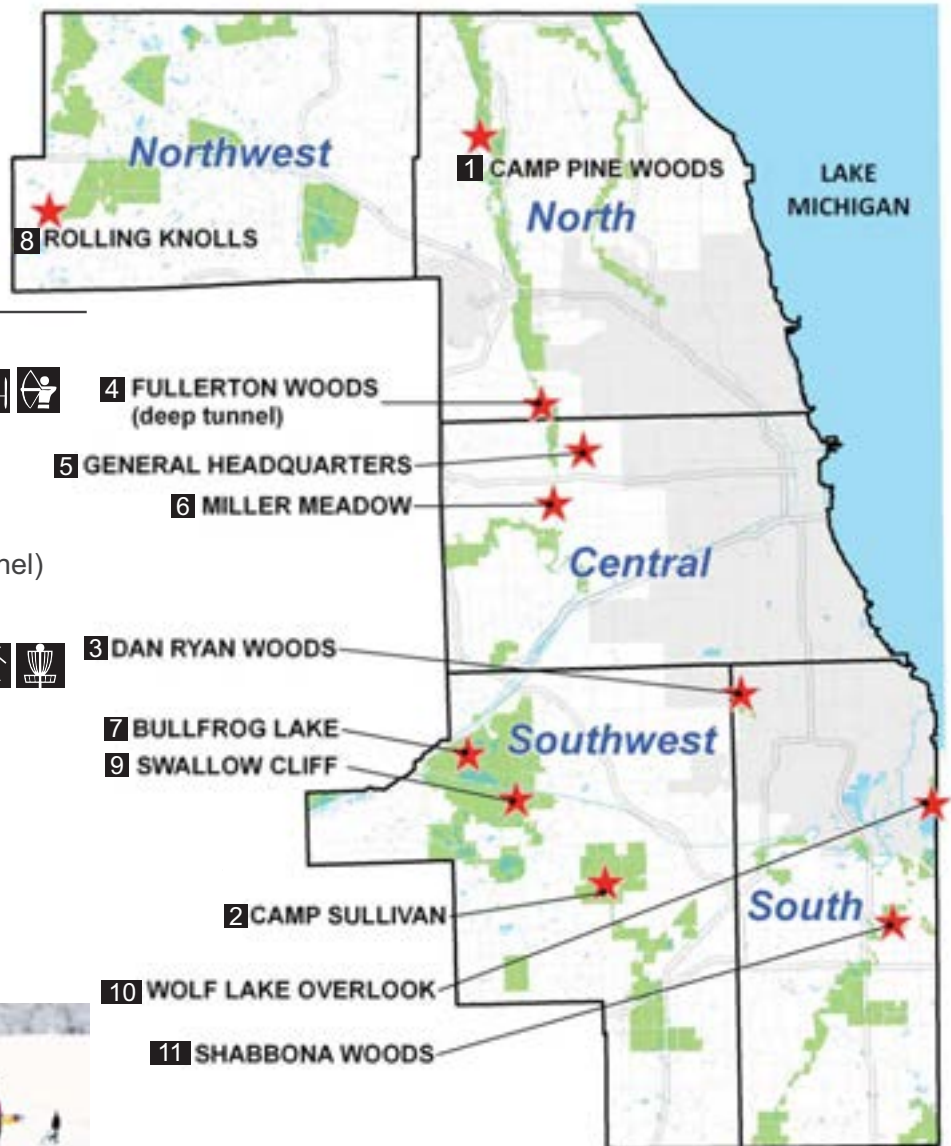 Northwest
1 CAMP PINE WOODS
LAKE
MICHIGAN
North
8 ROLLING KNOLLS
4 FULLERTON WOODS
(deep tunnel)
5 GENERAL HEADQUARTERS
6 MILLER MEADOW
nel)
Central
3 DAN RYAN WOODS
7 BULLFROG LAKE
Southwest
9 SWALLOW CLIFF
2 CAMP SULLIVAN
South
10 WOLF LAKE OVERLOOK
11 SHABBONA WOODS